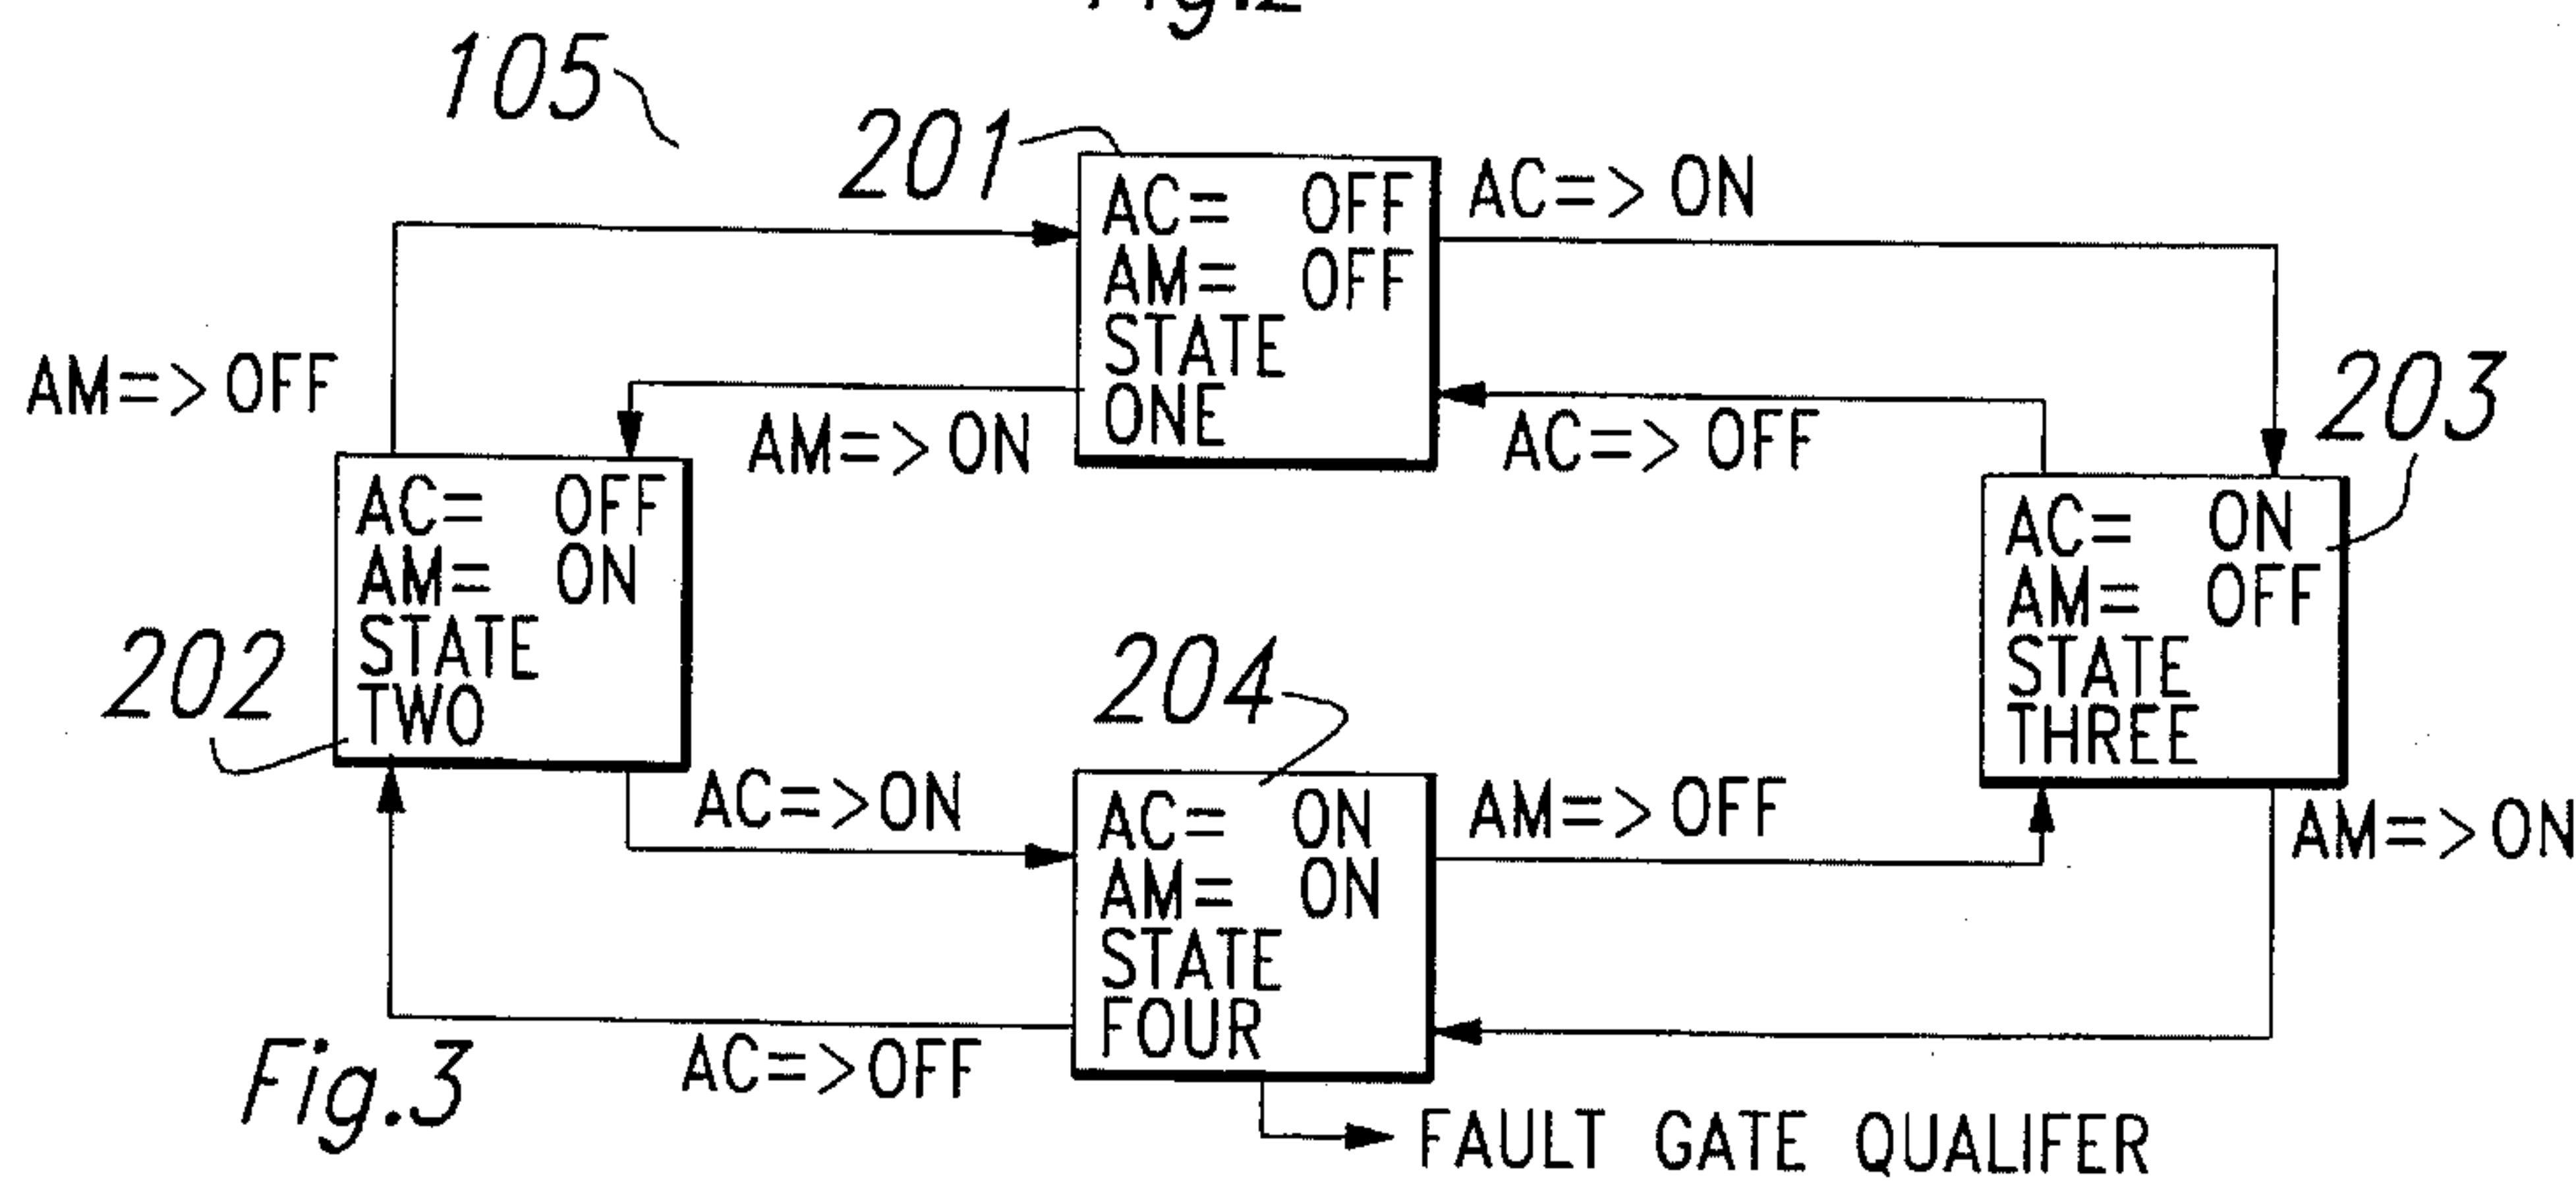 Fig.2
105
201
AC= OFF
AM= OFF
STATE
ONE
AC=> ON
AM=> OFF
AM=> ON
AC=> OFF
203
AC= OFF
AM= ON
STATE
TWO
202
AC= ON
AM= OFF
STATE
THREE
204
AC=>ON
AC= ON
AM= ON
STATE
FOUR
AM=> OFF
AM=> ON
AC=>OFF
Fig.3
FAULT GATE QUALIFER